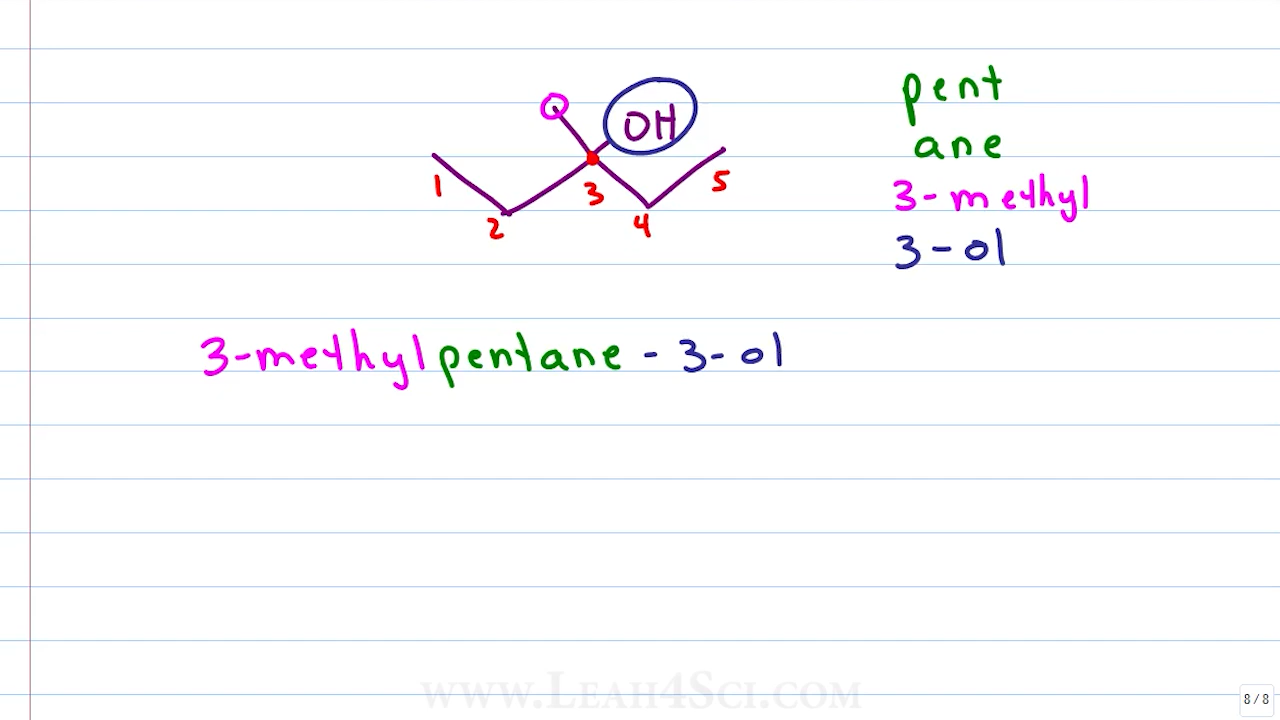 OH
1 2 3 4 5
pent
ane
3-methyl
3-ol
3-methylpentane-3-ol
www.Leah4Sci.com
8/8